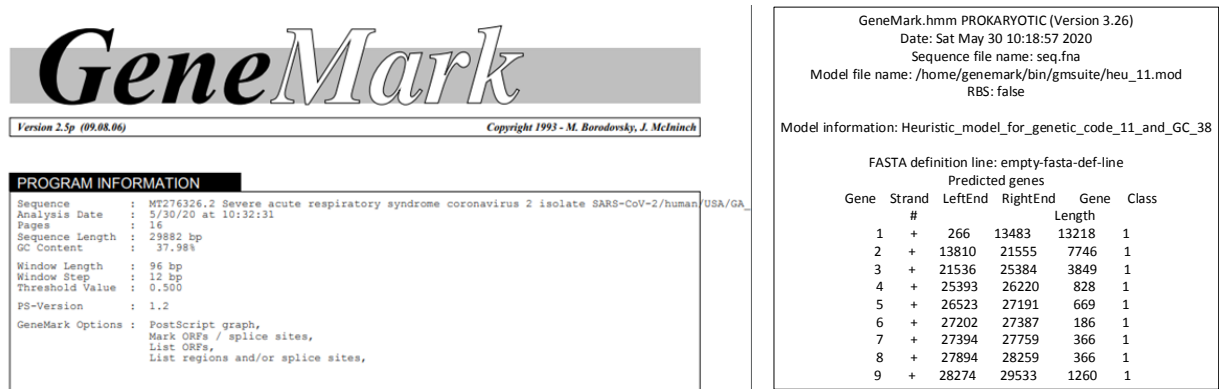 GeneMark
Version 2.5p (09.08.06) Copyright 1993 - M. Borodovsky, J. McIninch
PROGRAM INFORMATION
Sequence : MT276326.2 Severe acute respiratory syndrome coronavirus 2 isolate SARS-CoV-2/human/USA/GA_
Analysis Date : 5/30/20 at 10:32:31
Pages : 16
Sequence Length : 29882 bp
GC Content : 37.98%
Window Length : 96 bp
Window Step : 12 bp
Threshold Value : 0.500
PS-Version : 1.2
GeneMark Options : PostScript graph,
Mark ORFs / splice sites,
List ORFs,
List regions and/or splice sites,
GeneMark.hmm PROKARYOTIC (Version 3.26)
Date: Sat May 30 10:18:57 2020
Sequence file name: seq.fna
Model file name: /home/genemark/bin/gmsuite/heu_11.mod
RBS: false
Model information: Heuristic_model_for_genetic_code_11_and_GC_38
FASTA definition line: empty-fasta-def-line
Predicted genes
Gene Strand LeftEnd RightEnd Gene Class
# Length
1 + 266 13483 13218 1
2 + 13810 21555 7746 1
3 + 21536 25384 3849 1
4 + 25393 26220 828 1
5 + 26523 27191 669 1
6 + 27202 27387 186 1
7 + 27394 27759 366 1
8 + 27894 28259 366 1
9 + 28274 29533 1260 1